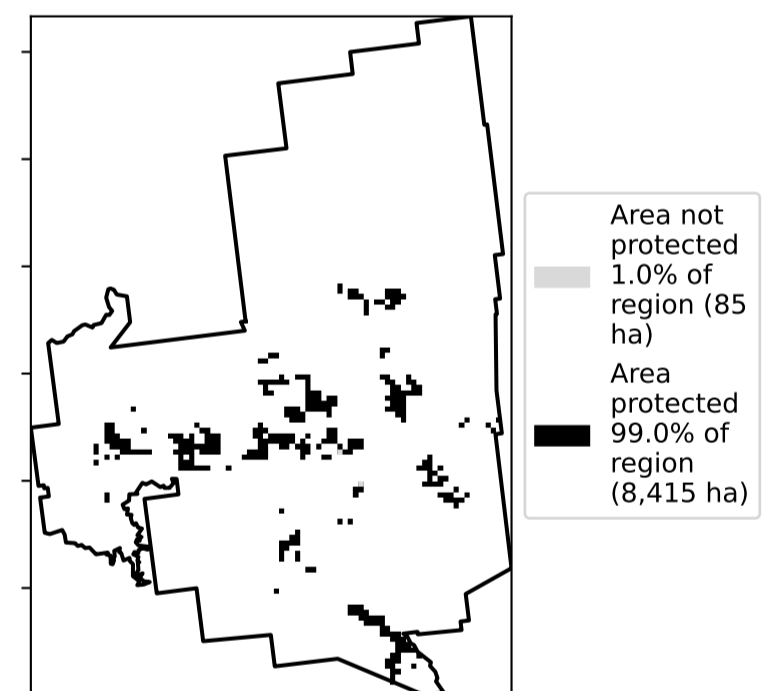 Area not
protected
1.0% of
region (85
ha)
Area
protected
99.0% of
region
(8,415 ha)